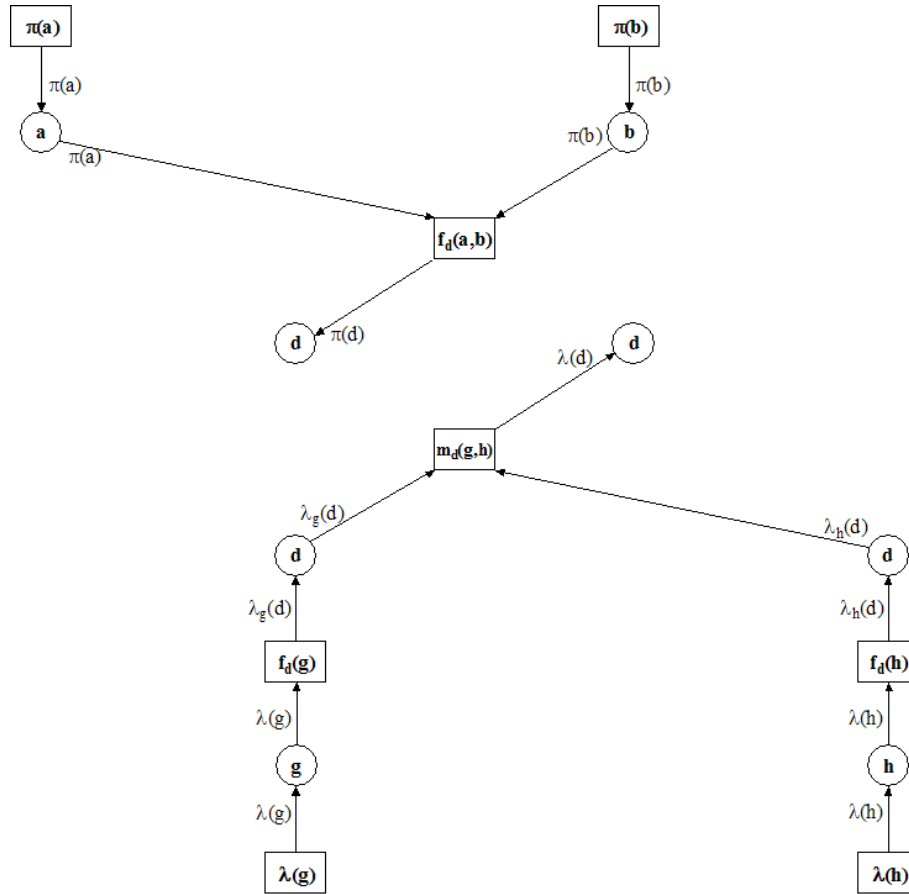 π(a) π(b)
π(a) π(b)
a b
π(a) π(b)
f_d(a,b)
d π(d) λ(d) d
m_d(g,h)
λ_g(d) λ_h(d)
d d
λ_g(d) λ_h(d)
f_d(g) f_d(h)
λ(g) λ(h)
g h
λ(g) λ(h)
λ(g) λ(h)